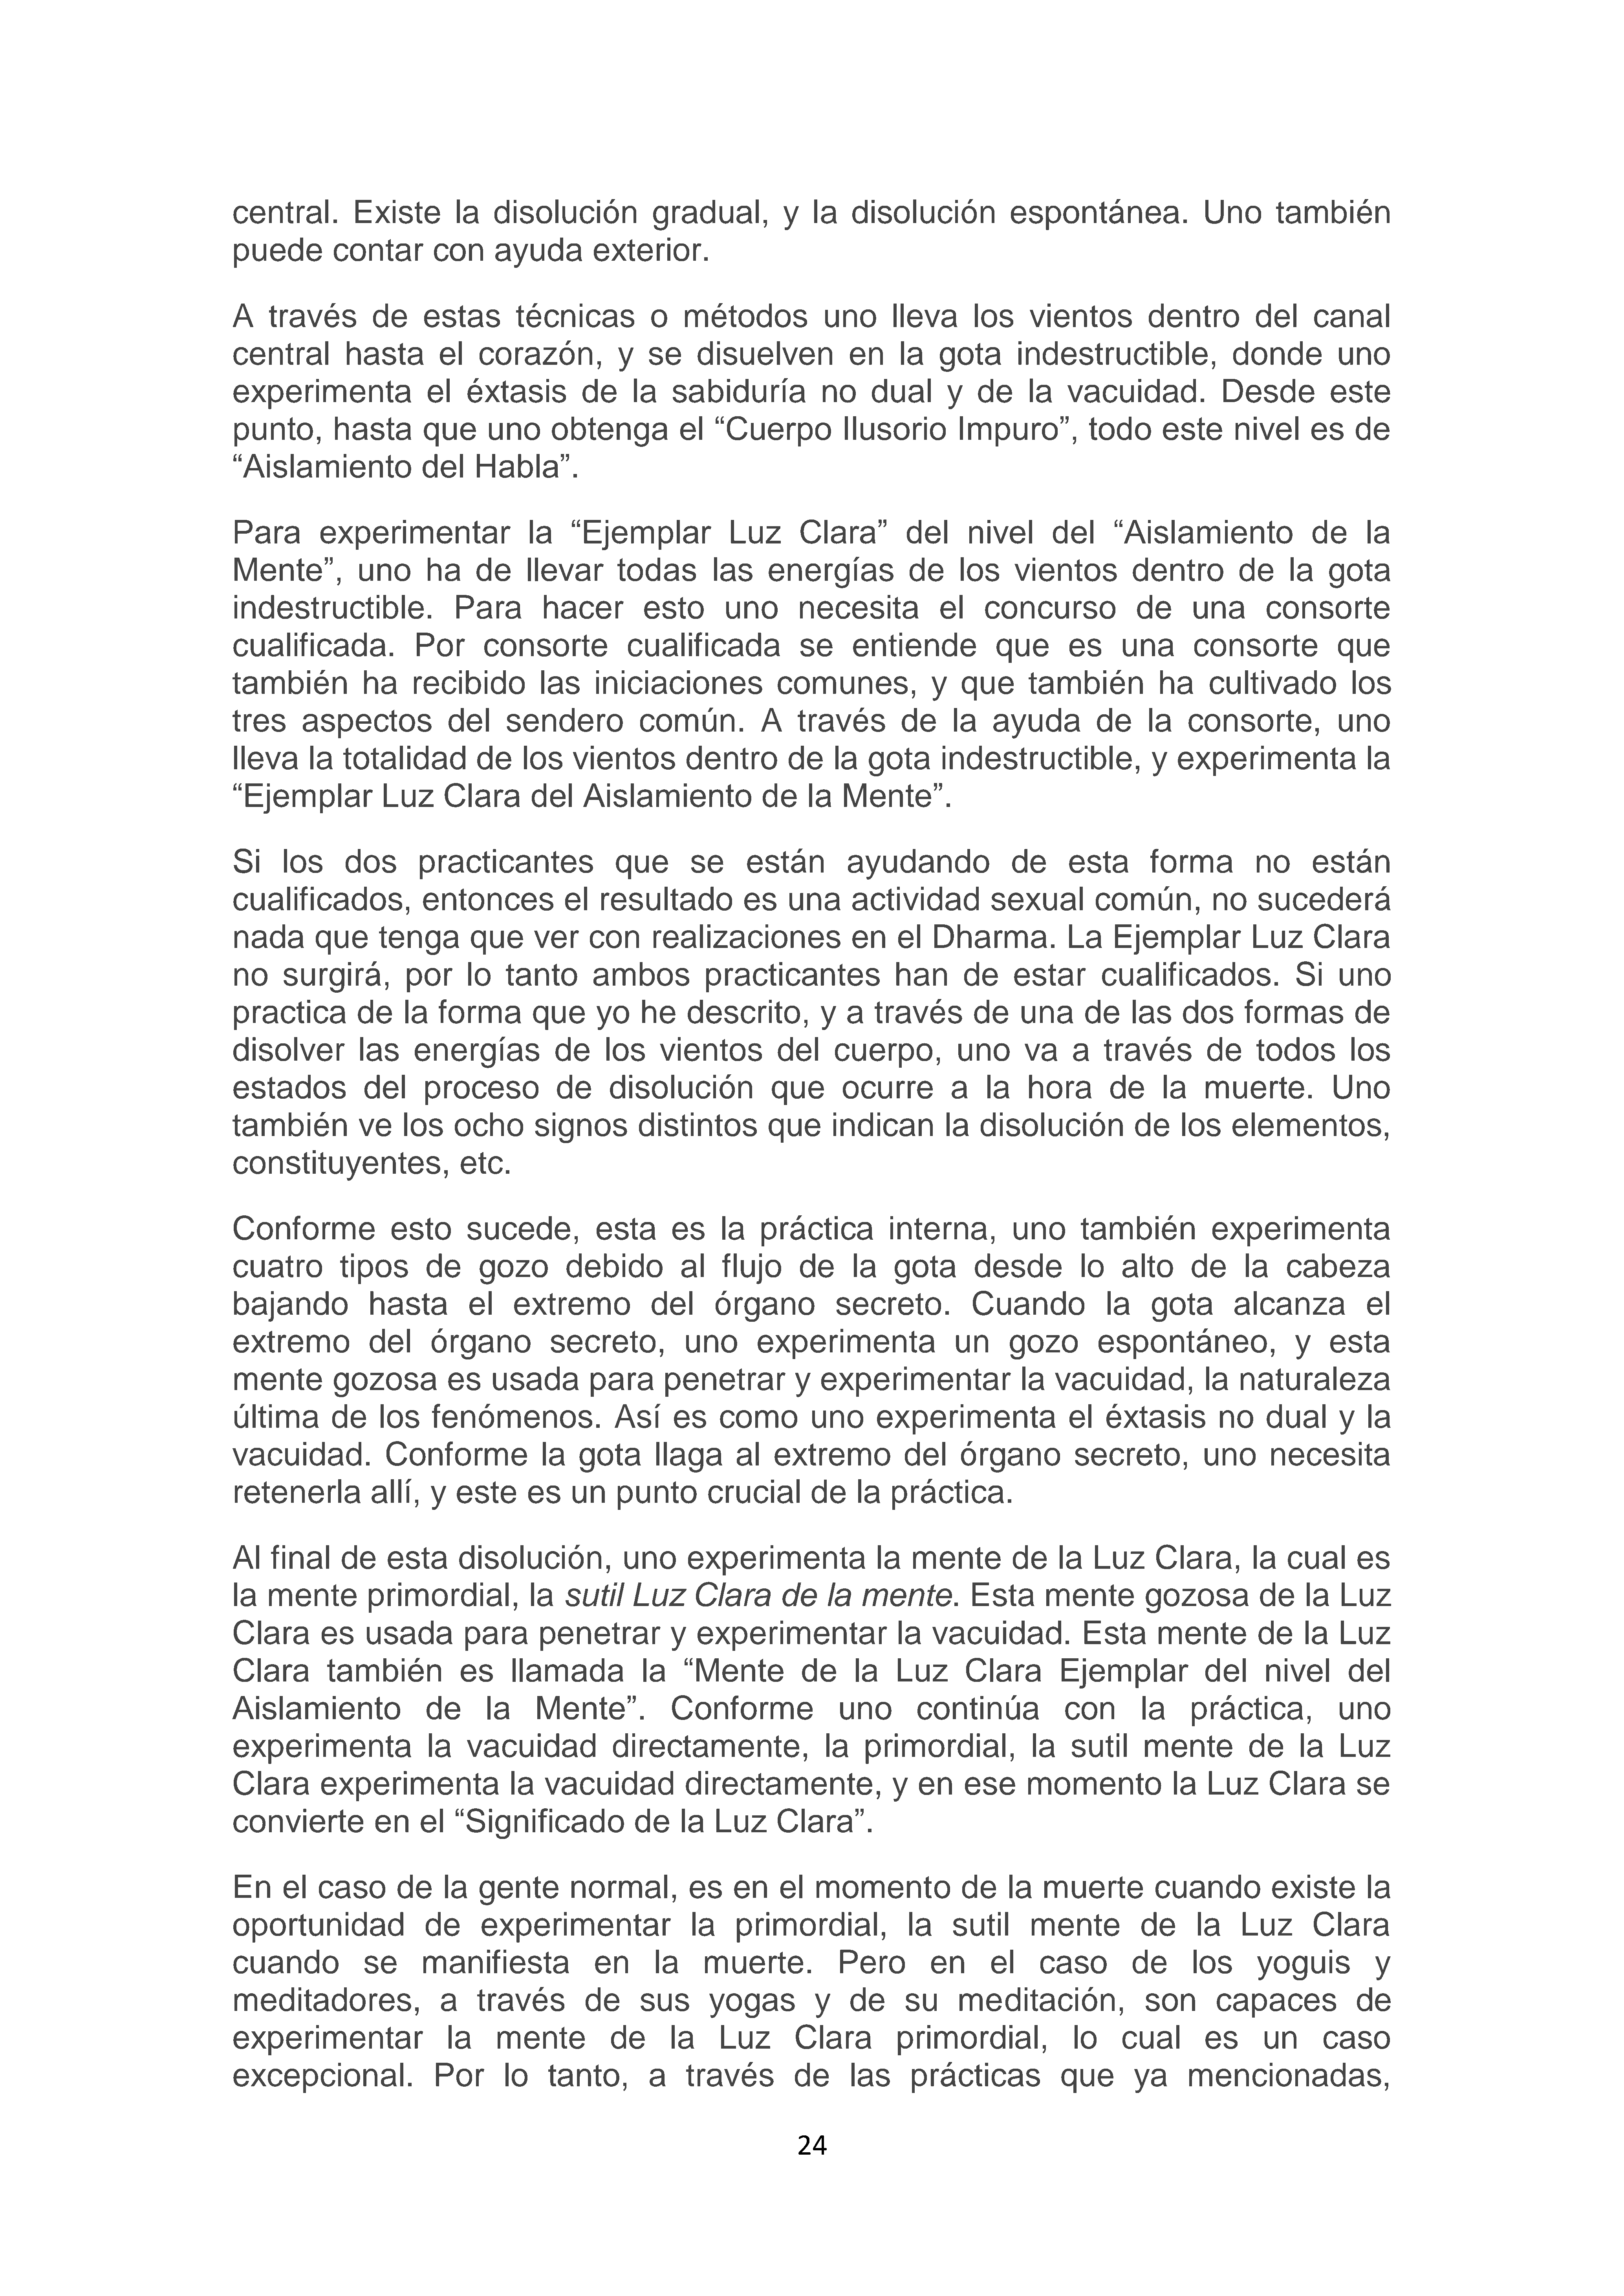 central. Existe la disolución gradual, y la disolución espontánea. Uno también
puede contar con ayuda exterior.
A través de estas técnicas o métodos uno lleva los vientos dentro del canal
central hasta el corazón, y se disuelven en la gota indestructible, donde uno
experimenta el éxtasis de la sabiduría no dual y de la vacuidad. Desde este
punto, hasta que uno obtenga el “Cuerpo Ilusorio Impuro”, todo este nivel es de
“Aislamiento del Habla”.
Para experimentar la “Ejemplar Luz Clara” del nivel del “Aislamiento de la
Mente”, uno ha de llevar todas las energías de los vientos dentro de la gota
indestructible. Para hacer esto uno necesita el concurso de una consorte
cualificada. Por consorte cualificada se entiende que es una consorte que
también ha recibido las iniciaciones comunes, y que también ha cultivado los
tres aspectos del sendero común. A través de la ayuda de la consorte, uno
lleva la totalidad de los vientos dentro de la gota indestructible, y experimenta la
“Ejemplar Luz Clara del Aislamiento de la Mente”.
Si los dos practicantes que se están ayudando de esta forma no están
cualificados, entonces el resultado es una actividad sexual común, no sucederá
nada que tenga que ver con realizaciones en el Dharma. La Ejemplar Luz Clara
no surgirá, por lo tanto ambos practicantes han de estar cualificados. Si uno
practica de la forma que yo he descrito, y a través de una de las dos formas de
disolver las energías de los vientos del cuerpo, uno va a través de todos los
estados del proceso de disolución que ocurre a la hora de la muerte. Uno
también ve los ocho signos distintos que indican la disolución de los elementos,
constituyentes, etc.
Conforme esto sucede, esta es la práctica interna, uno también experimenta
cuatro tipos de gozo debido al flujo de la gota desde lo alto de la cabeza
bajando hasta el extremo del órgano secreto. Cuando la gota alcanza el
extremo del órgano secreto, uno experimenta un gozo espontáneo, y esta
mente gozosa es usada para penetrar y experimentar la vacuidad, la naturaleza
última de los fenómenos. Así es como uno experimenta el éxtasis no dual y la
vacuidad. Conforme la gota llaga al extremo del órgano secreto, uno necesita
retenerla allí, y este es un punto crucial de la práctica.
Al final de esta disolución, uno experimenta la mente de la Luz Clara, la cual es
la mente primordial, la sutil Luz Clara de la mente. Esta mente gozosa de la Luz
Clara es usada para penetrar y experimentar la vacuidad. Esta mente de la Luz
Clara también es llamada la “Mente de la Luz Clara Ejemplar del nivel del
Aislamiento de la Mente”. Conforme uno continúa con la práctica, uno
experimenta la vacuidad directamente, la primordial, la sutil mente de la Luz
Clara experimenta la vacuidad directamente, y en ese momento la Luz Clara se
convierte en el “Significado de la Luz Clara”.
En el caso de la gente normal, es en el momento de la muerte cuando existe la
oportunidad de experimentar la primordial, la sutil mente de la Luz Clara
cuando se manifiesta en la muerte. Pero en el caso de los yoguis y
meditadores, a través de sus yogas y de su meditación, son capaces de
experimentar la mente de la Luz Clara primordial, lo cual es un caso
excepcional. Por lo tanto, a través de las prácticas que ya mencionadas,
24